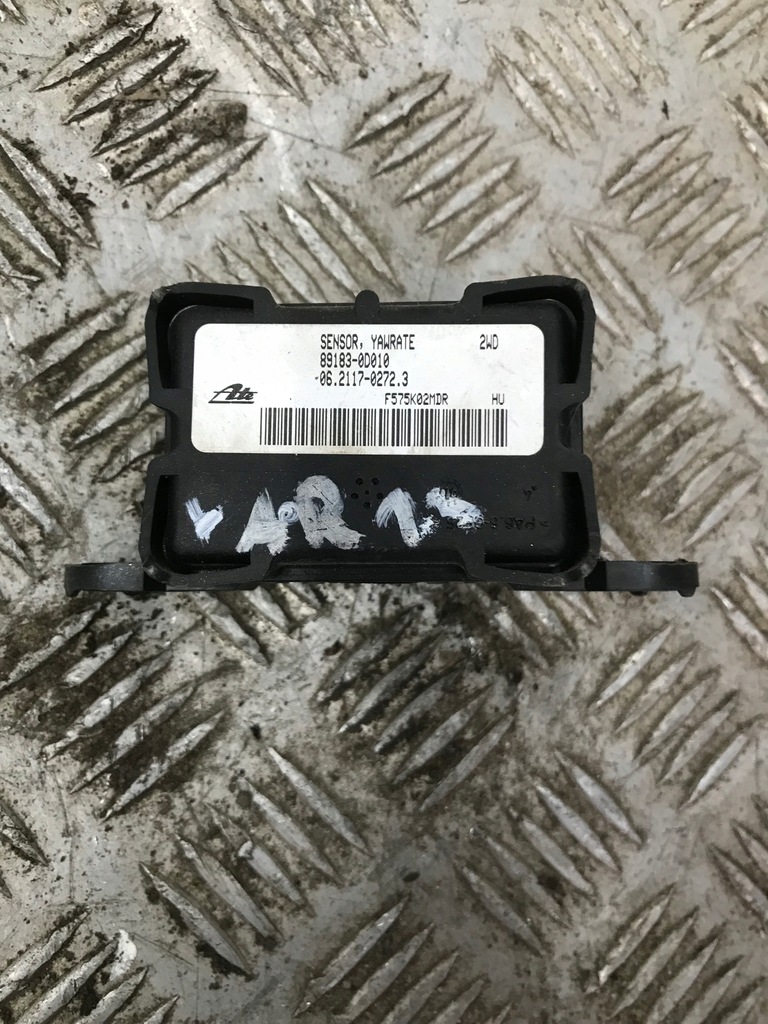 SENSOR, YAWRATE 2WD
89183-0D010
Ate 06.2117-0272.3
F575K02MDR HU